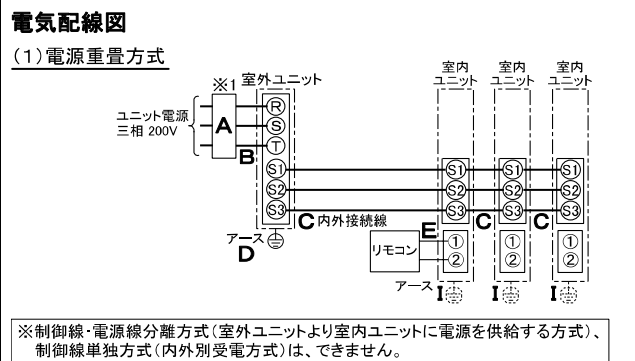 電気配線図
(1)電源重畳方式
※1 室外ユニット
室内 室内 室内
ユニット ユニット ユニット
ユニット電源
三相 200V
A
B
R
S
T
S1 S1 S1 S1
S2 S2 S2 S2
S3 S3 S3 S3
C 内外接続線
C C
アース
D
E
リモコン
① ① ①
② ② ②
アース I I I
※制御線・電源線分離方式(室外ユニットより室内ユニットに電源を供給する方式)、
制御線単独方式(内外別受電方式)は、できません。